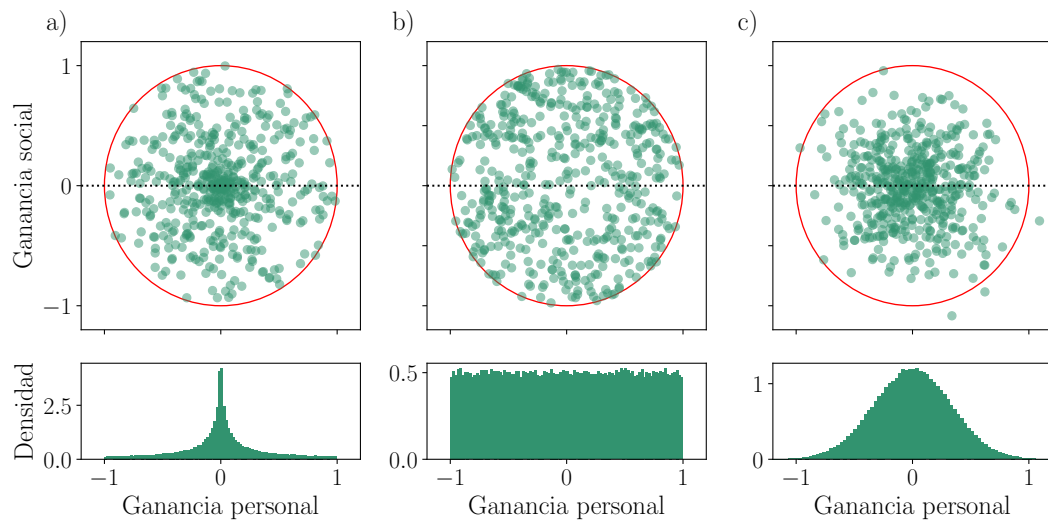 a)
b)
c)
Ganancia social
1
0
−1
Densidad
2.5
0.0
−1 0 1
Ganancia personal
0.5
0.0
−1 0 1
Ganancia personal
1
0
−1 0 1
Ganancia personal